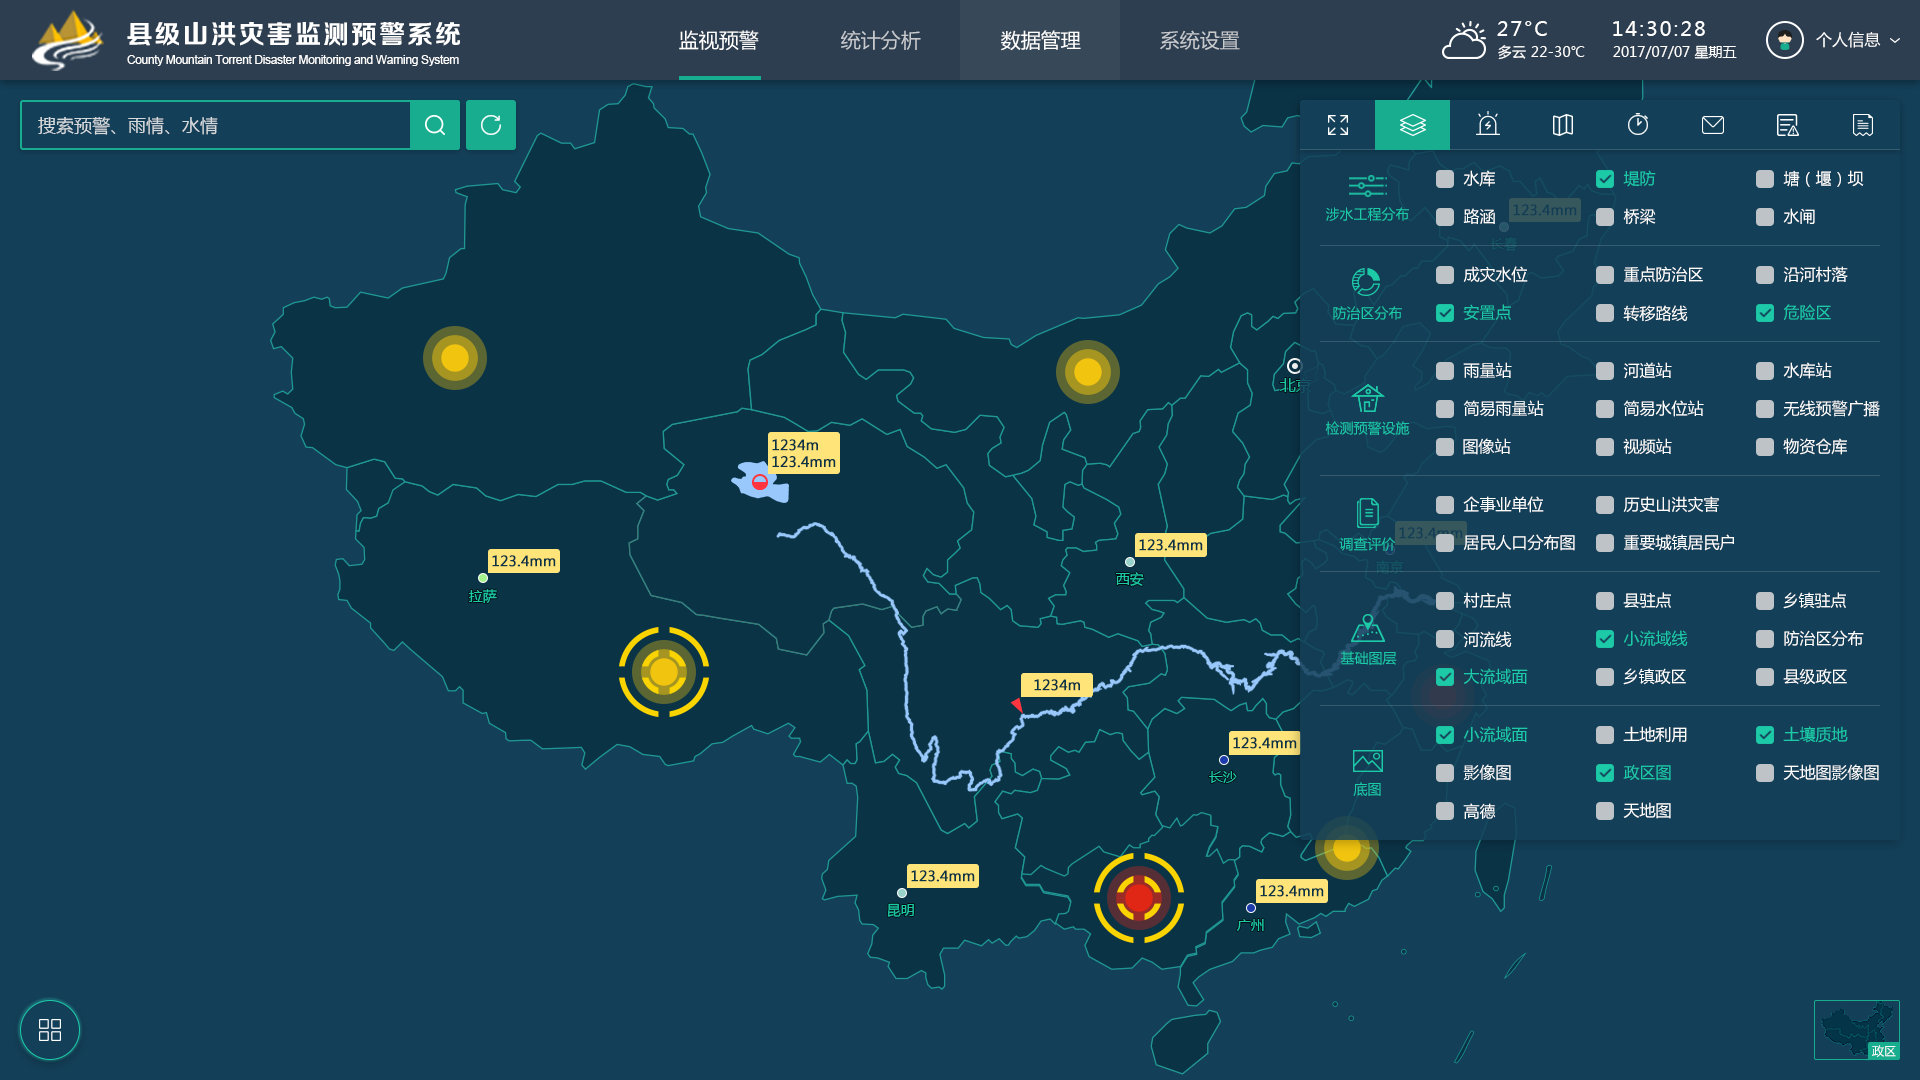 县级山洪灾害监测预警系统
County Mountain Torrent Disaster Monitoring and Warning System
监视预警
统计分析
数据管理
系统设置
27°C
多云 22-30℃
14:30:28
2017/07/07 星期五
个人信息
搜索预警、雨情、水情
涉水工程分布
水库
堤防
塘（堰）坝
路涵
桥梁
水闸
123.4mm
长春
防治区分布
成灾水位
重点防治区
沿河村落
安置点
转移路线
危险区
检测预警设施
雨量站
河道站
水库站
简易雨量站
简易水位站
无线预警广播
图像站
视频站
物资仓库
调查评价
企事业单位
历史山洪灾害
居民人口分布图
重要城镇居民户
123.4mm
南京
基础图层
村庄点
县驻点
乡镇驻点
河流线
小流域线
防治区分布
大流域面
乡镇政区
县级政区
底图
小流域面
土地利用
土壤质地
影像图
政区图
天地图影像图
高德
天地图
北京
1234m
123.4mm
123.4mm
拉萨
123.4mm
西安
1234m
123.4mm
长沙
123.4mm
昆明
123.4mm
广州
政区